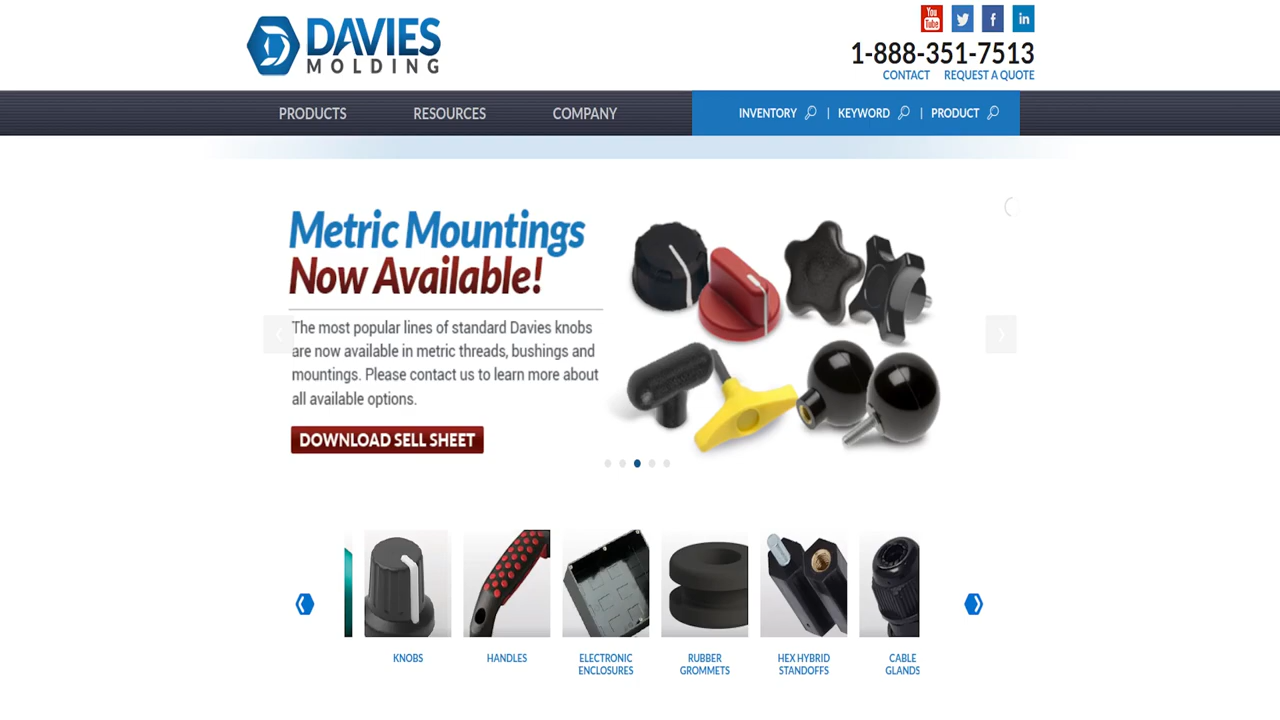 DAVIES
MOLDING
You
Tube
f
in
1-888-351-7513
CONTACT REQUEST A QUOTE
PRODUCTS RESOURCES COMPANY INVENTORY | KEYWORD | PRODUCT
Metric Mountings
Now Available!
The most popular lines of standard Davies knobs
are now available in metric threads, bushings and
mountings. Please contact us to learn more about
all available options.
DOWNLOAD SELL SHEET
KNOBS
HANDLES
ELECTRONIC
ENCLOSURES
RUBBER
GROMMETS
HEX HYBRID
STANDOFFS
CABLE
GLANDS